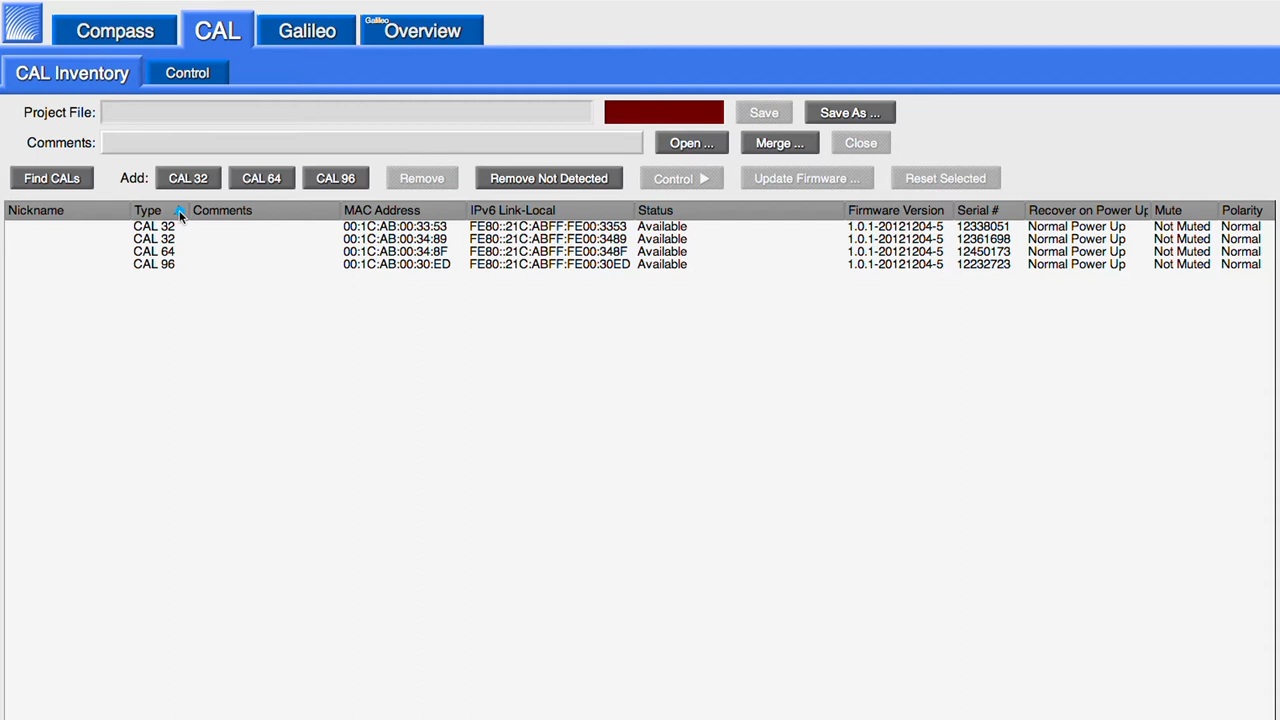 Compass CAL Galileo Galileo Overview
CAL Inventory Control
Project File: Save Save As ...
Comments: Open ... Merge ... Close
Find CALs Add: CAL 32 CAL 64 CAL 96 Remove Remove Not Detected Control Update Firmware ... Reset Selected
Nickname Type Comments MAC Address IPv6 Link-Local Status Firmware Version Serial # Recover on Power Up Mute Polarity
CAL 32 00:1C:AB:00:33:53 FE80::21C:ABFF:FE00:3353 Available 1.0.1-20121204-5 12338051 Normal Power Up Not Muted Normal
CAL 32 00:1C:AB:00:34:89 FE80::21C:ABFF:FE00:3489 Available 1.0.1-20121204-5 12361698 Normal Power Up Not Muted Normal
CAL 64 00:1C:AB:00:34:8F FE80::21C:ABFF:FE00:348F Available 1.0.1-20121204-5 12450173 Normal Power Up Not Muted Normal
CAL 96 00:1C:AB:00:30:ED FE80::21C:ABFF:FE00:30ED Available 1.0.1-20121204-5 12232723 Normal Power Up Not Muted Normal